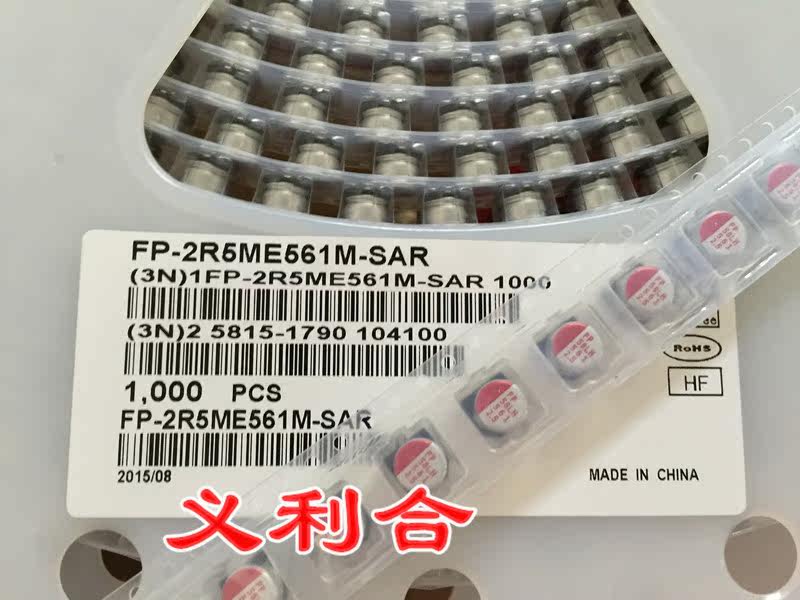 FP-2R5ME561M-SAR
(3N)1FP-2R5ME561M-SAR 1000
(3N)2 5815-1790 104100
RoHS
1,000 PCS
HF
FP-2R5ME561M-SAR
2015/08
MADE IN CHINA
义利合